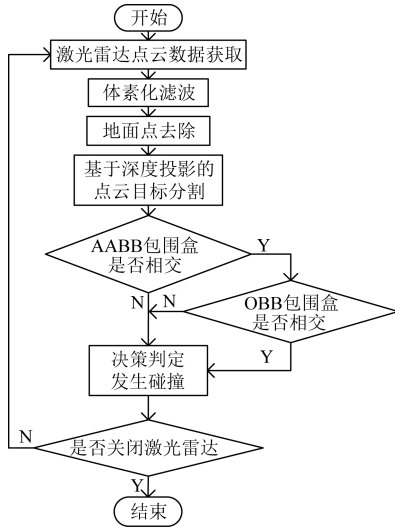 开始
激光雷达点云数据获取
体素化滤波
地面点去除
基于深度投影的
点云目标分割
AABB包围盒
是否相交
Y
N
N
OBB包围盒
是否相交
Y
决策判定
发生碰撞
N
是否关闭激光雷达
Y
结束